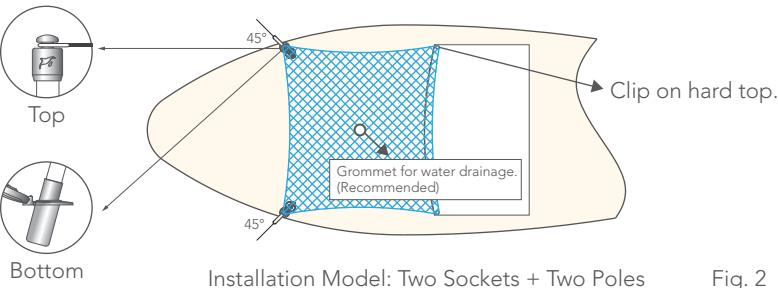 45°
Top
Clip on hard top.
Grommet for water drainage.
(Recommended)
45°
Bottom
Installation Model: Two Sockets + Two Poles
Fig. 2